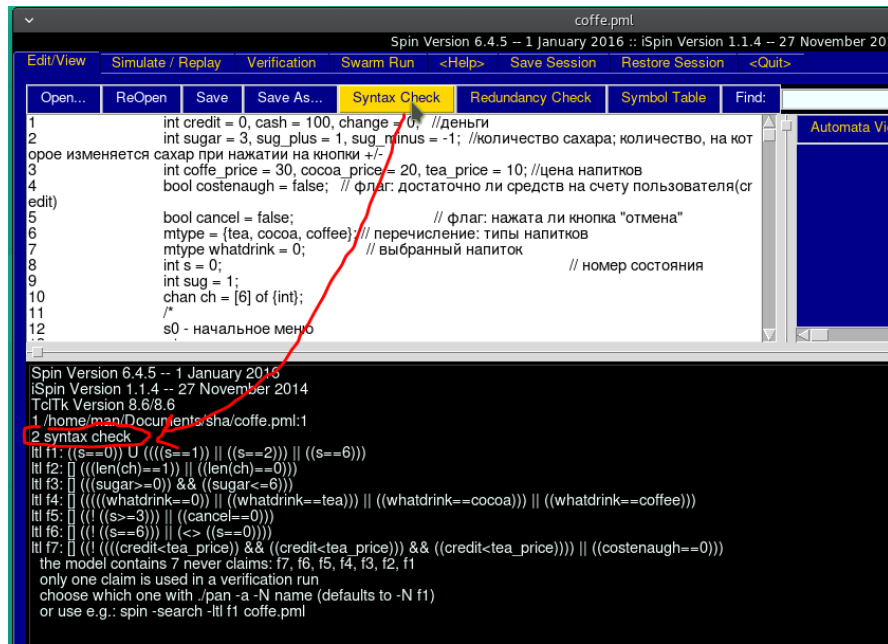 coffe.pml
Spin Version 6.4.5 -- 1 January 2016 :: iSpin Version 1.1.4 -- 27 November 20
Edit/View Simulate / Replay Verification Swarm Run <Help> Save Session Restore Session <Quit>
Open... ReOpen Save Save As... Syntax Check Redundancy Check Symbol Table Find:
Automata Vi
1 int credit = 0, cash = 100, change = 0; //деньги
2 int sugar = 3, sug_plus = 1, sug_minus = -1; //количество сахара; количество, на кот
орое изменяется сахар при нажатии на кнопки +/-
3 int coffe_price = 30, cocoa_price = 20, tea_price = 10; //цена напитков
4 bool costenaugh = false; // флаг: достаточно ли средств на счету пользователя(cr
edit)
5 bool cancel = false; // флаг: нажата ли кнопка "отмена"
6 mtype = {tea, cocoa, coffee}; // перечисление: типы напитков
7 mtype whatdrink = 0; // выбранный напиток
8 int s = 0; // номер состояния
9 int sug = 1;
10 chan ch = [6] of {int};
11 /*
12 s0 - начальное меню
Spin Version 6.4.5 -- 1 January 2016
iSpin Version 1.1.4 -- 27 November 2014
TclTk Version 8.6/8.6
1 /home/man/Documents/sha/coffe.pml:1
2 syntax check
ltl f1: ((s==0)) U ((((s==1)) || ((s==2))) || ((s==6)))
ltl f2: [] (((len(ch)==1)) || ((len(ch)==0)))
ltl f3: [] (((sugar>=0)) && ((sugar<=6)))
ltl f4: [] (((((whatdrink==0)) || ((whatdrink==tea))) || ((whatdrink==cocoa))) || ((whatdrink==coffee)))
ltl f5: [] ((! ((s>=3))) || ((cancel==0)))
ltl f6: [] ((! ((s==6))) || (<> ((s==0))))
ltl f7: [] ((! ((((credit<tea_price)) && ((credit<tea_price))) && ((credit<tea_price)))) || ((costenaugh==0)))
the model contains 7 never claims: f7, f6, f5, f4, f3, f2, f1
only one claim is used in a verification run
choose which one with ./pan -a -N name (defaults to -N f1)
or use e.g.: spin -search -ltl f1 coffe.pml